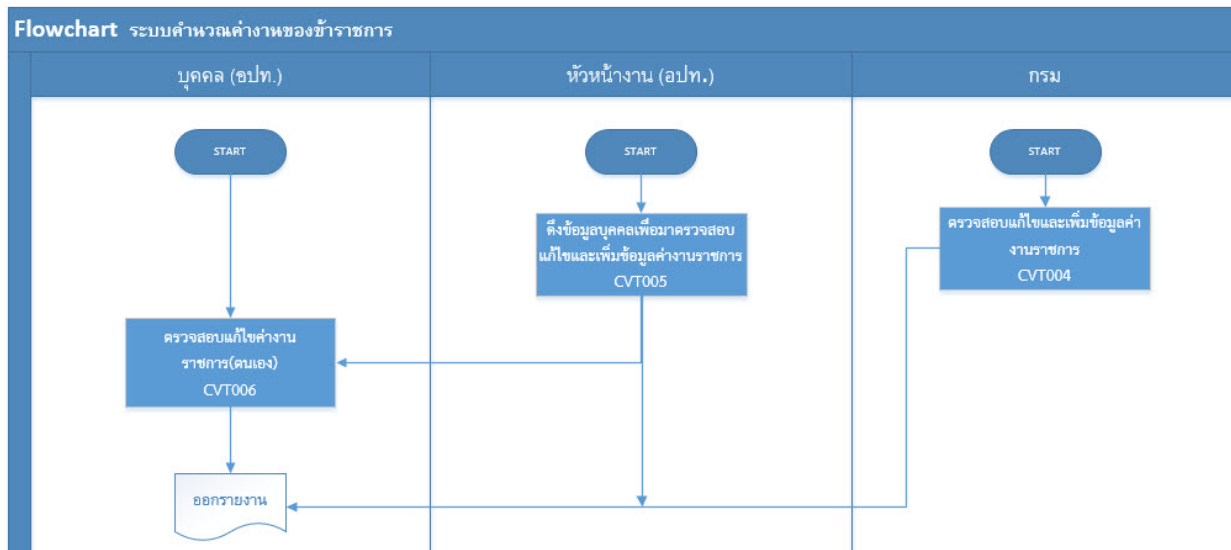 Flowchart ระบบคำนวณค่างานของข้าราชการ
บุคคล (อปท.)
หัวหน้างาน (อปท.)
กรม
START
START
START
ดึงข้อมูลบุคคลเพื่อมาตรวจสอบ
แก้ไขและเพิ่มข้อมูลค่างานราชการ
CVT005
ตรวจสอบแก้ไขและเพิ่มข้อมูลค่า
งานราชการ
CVT004
ตรวจสอบแก้ไขค่างาน
ราชการ(ตนเอง)
CVT006
ออกรายงาน